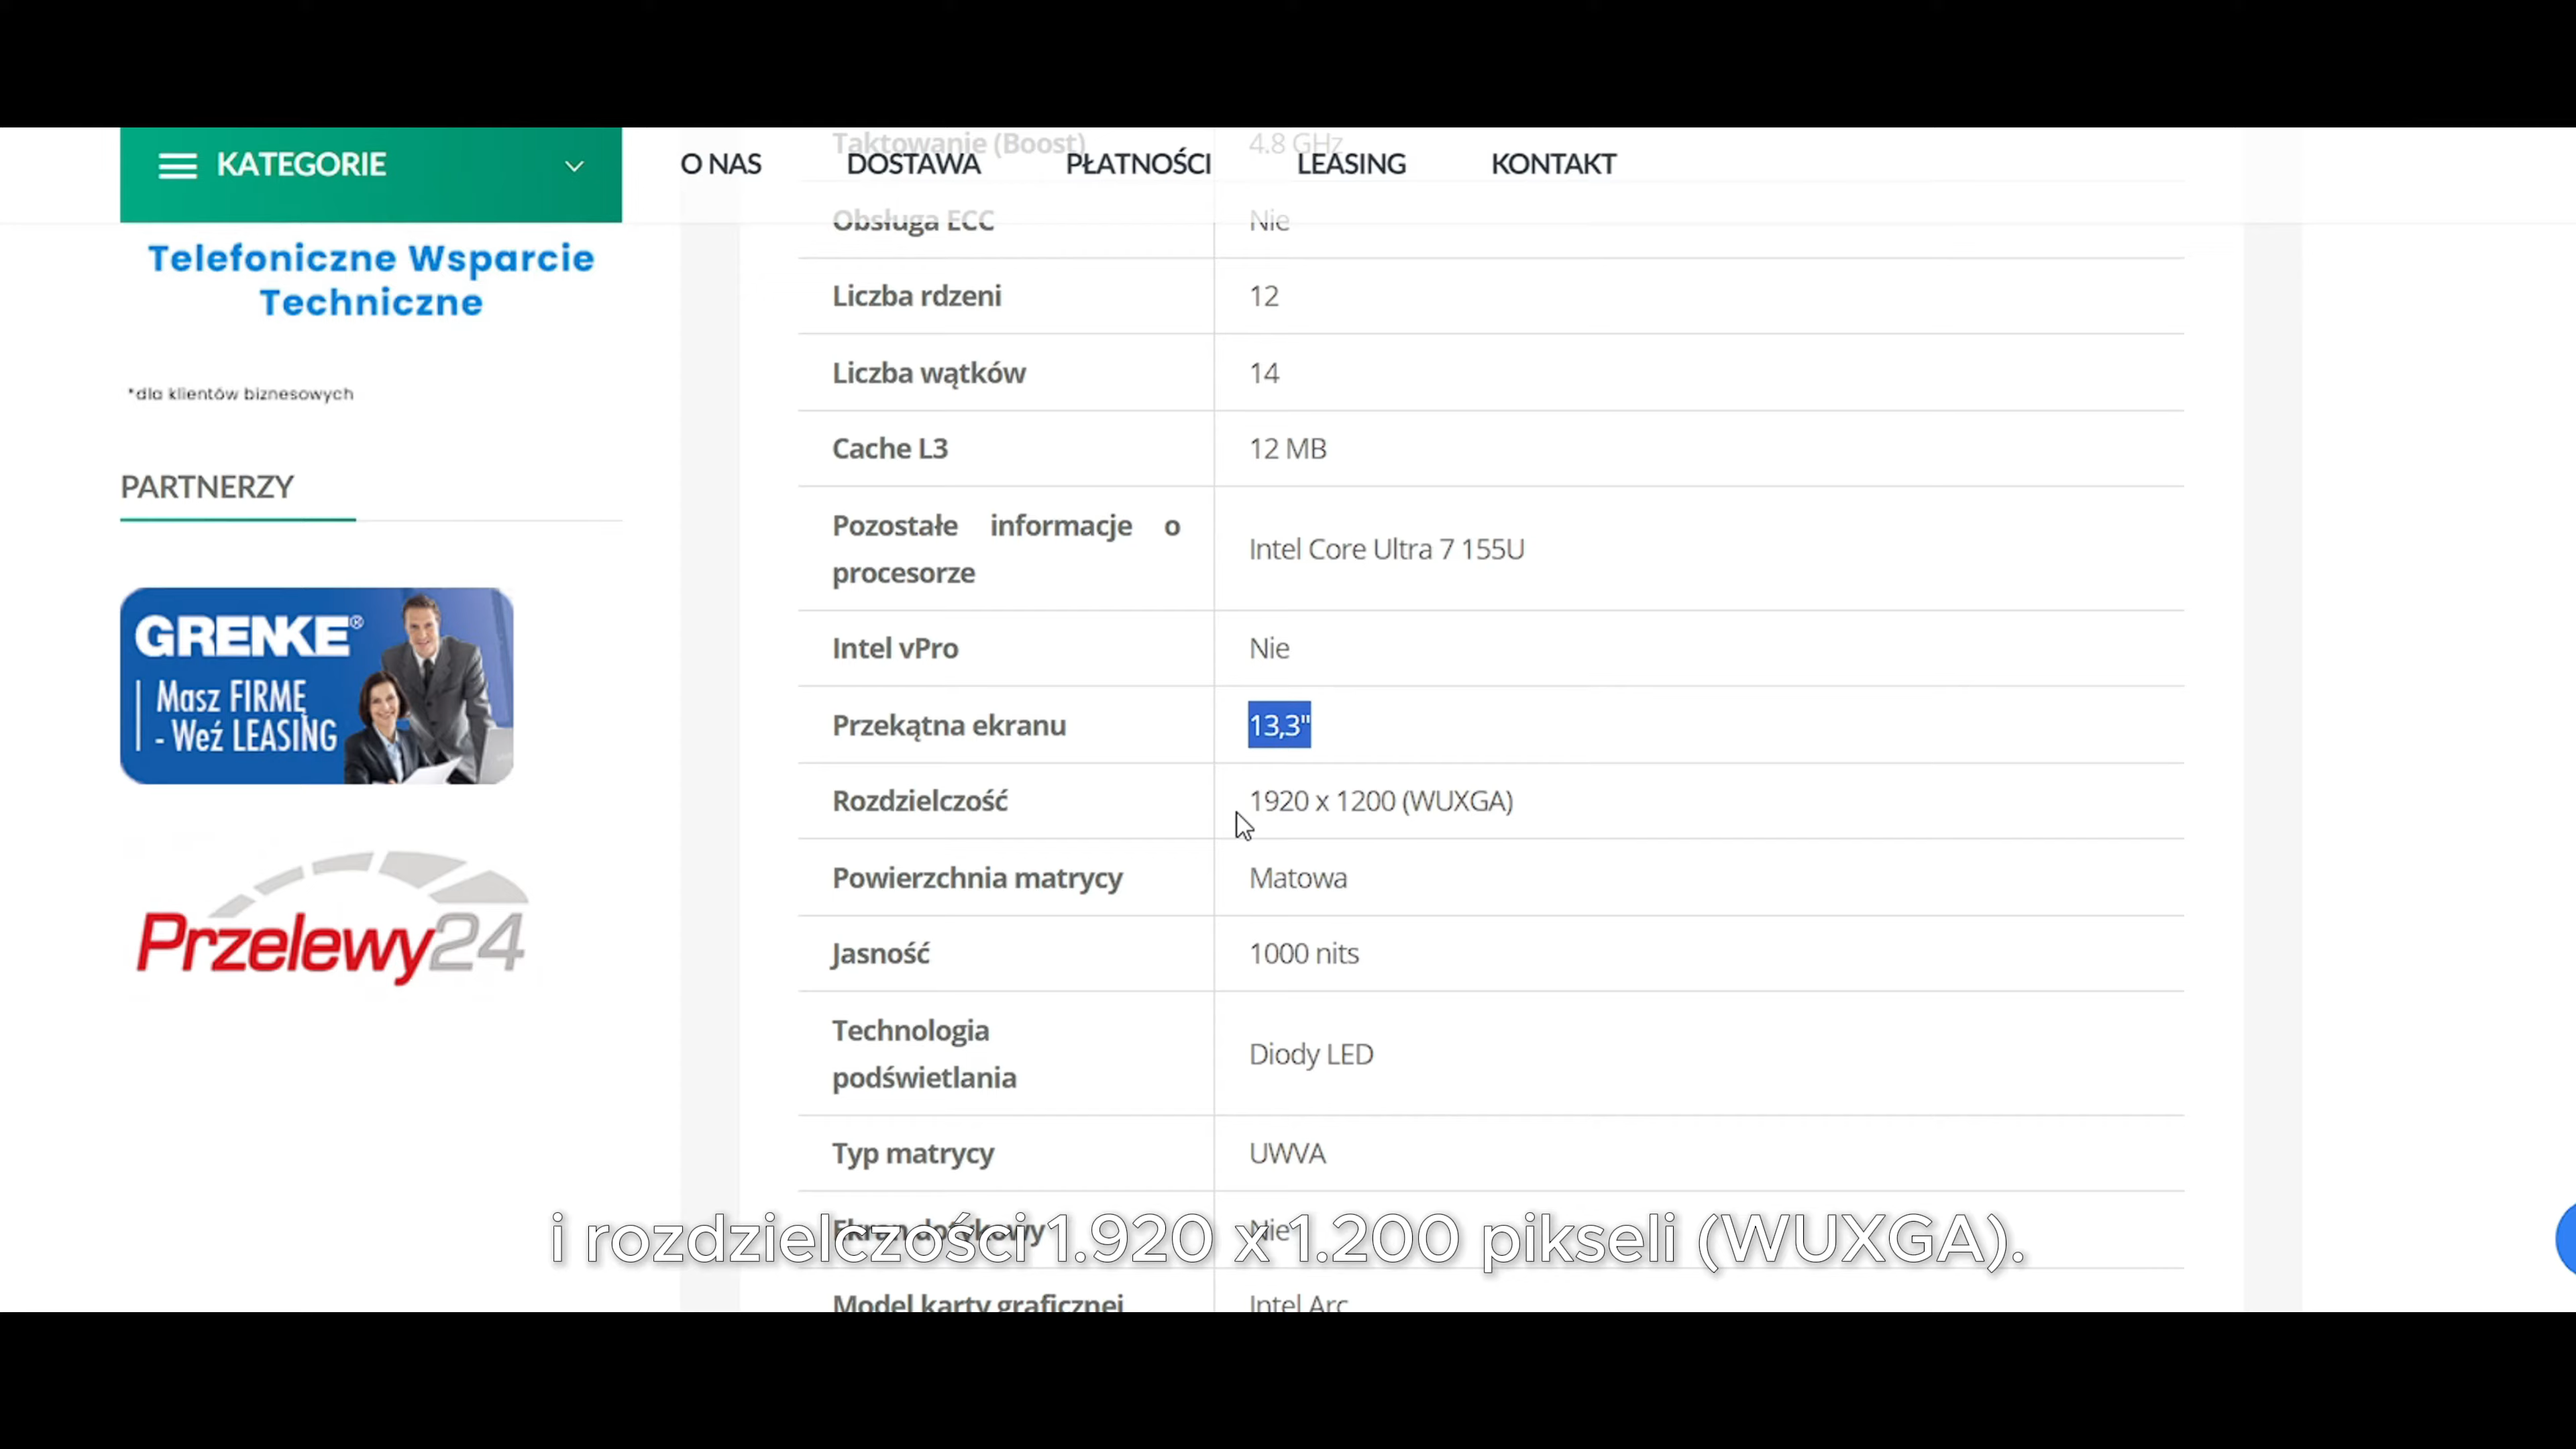 KATEGORIE
O NAS DOSTAWA PŁATNOŚCI LEASING KONTAKT
Telefoniczne Wsparcie
Techniczne
*dla klientów biznesowych
PARTNERZY
GRENKE®
Masz FIRMĘ
- Weź LEASING
Przelewy24
Taktowanie (Boost) 4.8 GHz
Obsługa ECC Nie
Liczba rdzeni 12
Liczba wątków 14
Cache L3 12 MB
Pozostałe informacje o
procesorze
Intel Core Ultra 7 155U
Intel vPro Nie
Przekątna ekranu 13,3"
Rozdzielczość 1920 x 1200 (WUXGA)
Powierzchnia matrycy Matowa
Jasność 1000 nits
Technologia
podświetlania
Diody LED
Typ matrycy UWVA
Ekran dotykowy Nie
i rozdzielczości 1.920 x 1.200 pikseli (WUXGA).
Model karty graficznej Intel Arc